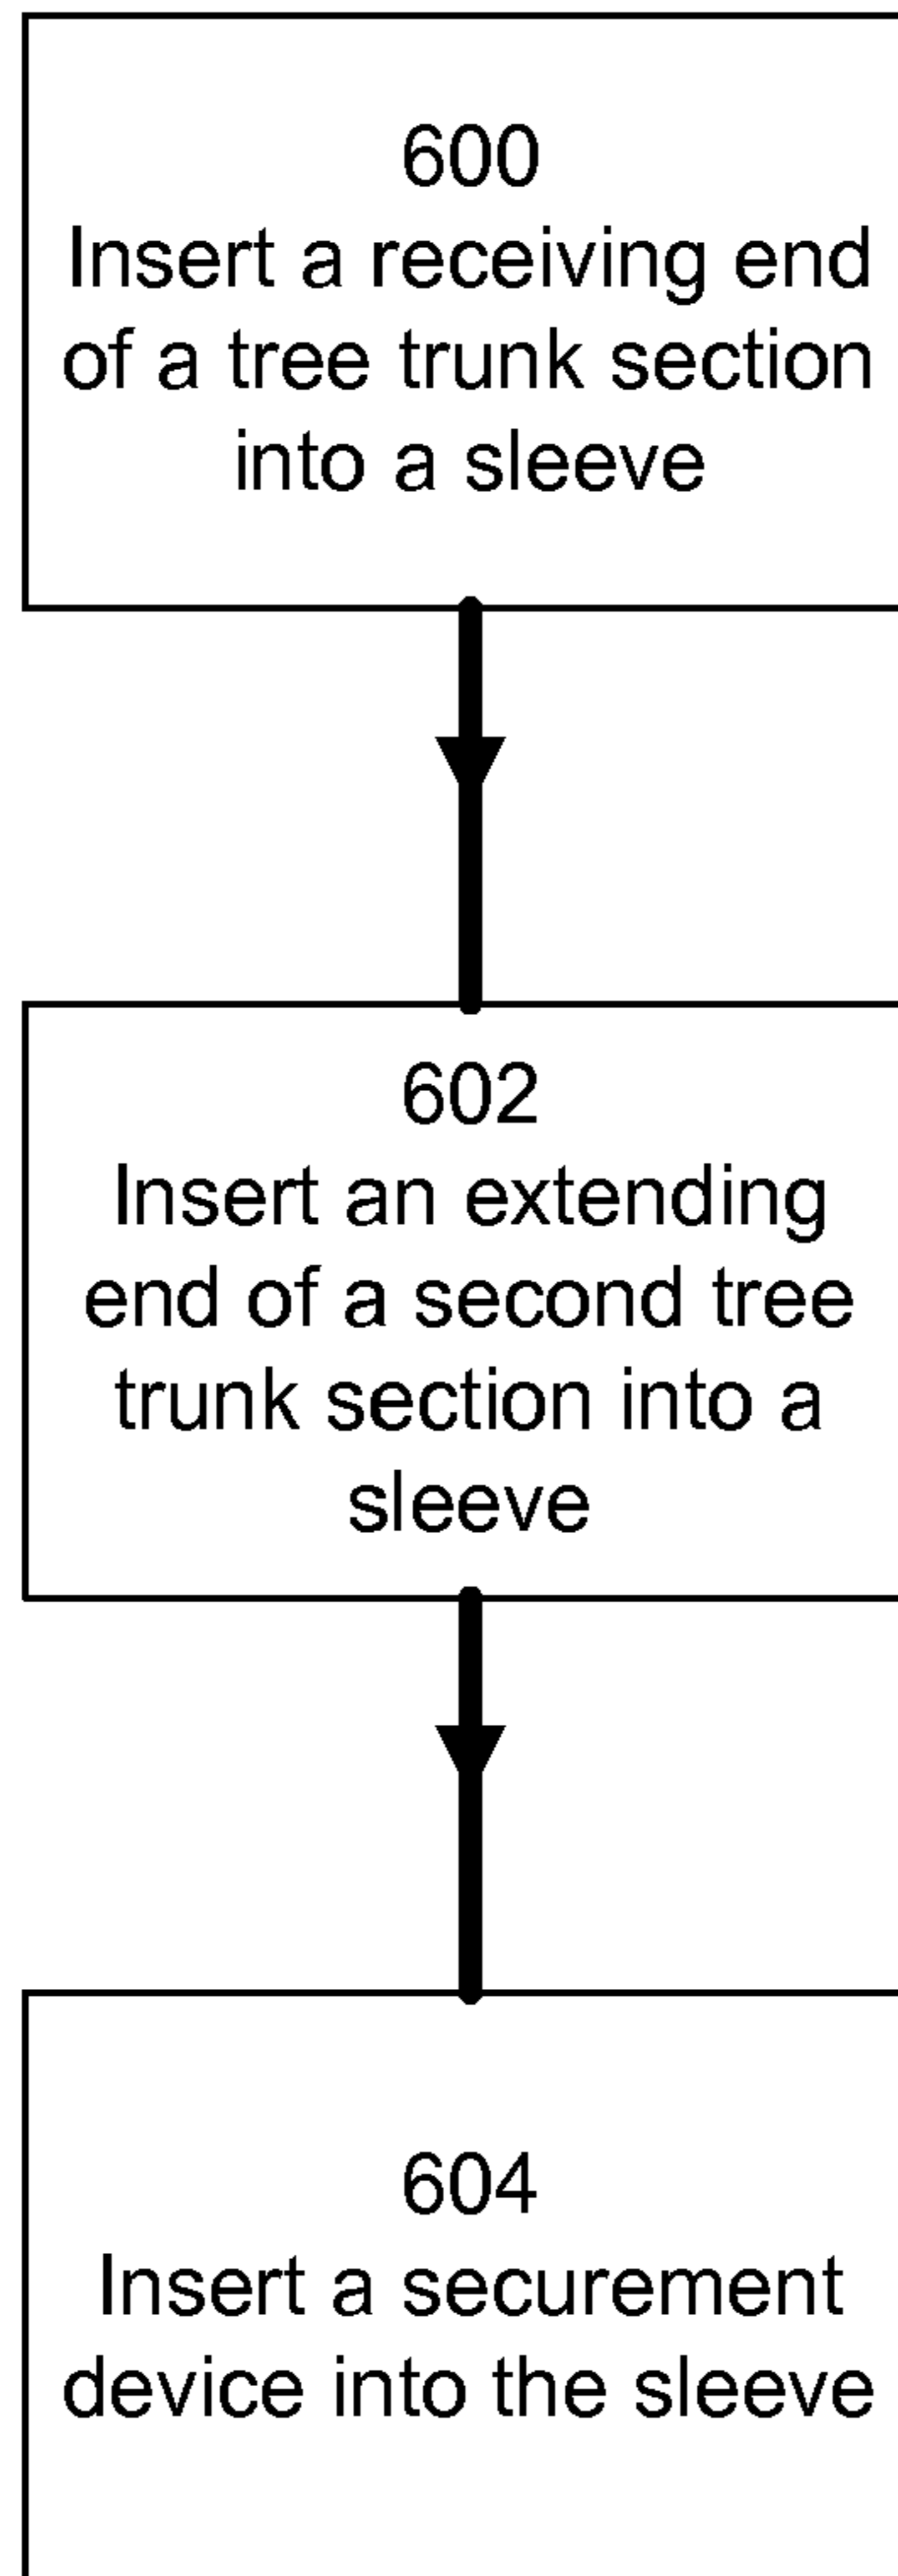 600
Insert a receiving end
of a tree trunk section
into a sleeve
602
Insert an extending
end of a second tree
trunk section into a
sleeve
604
Insert a securement
device into the sleeve